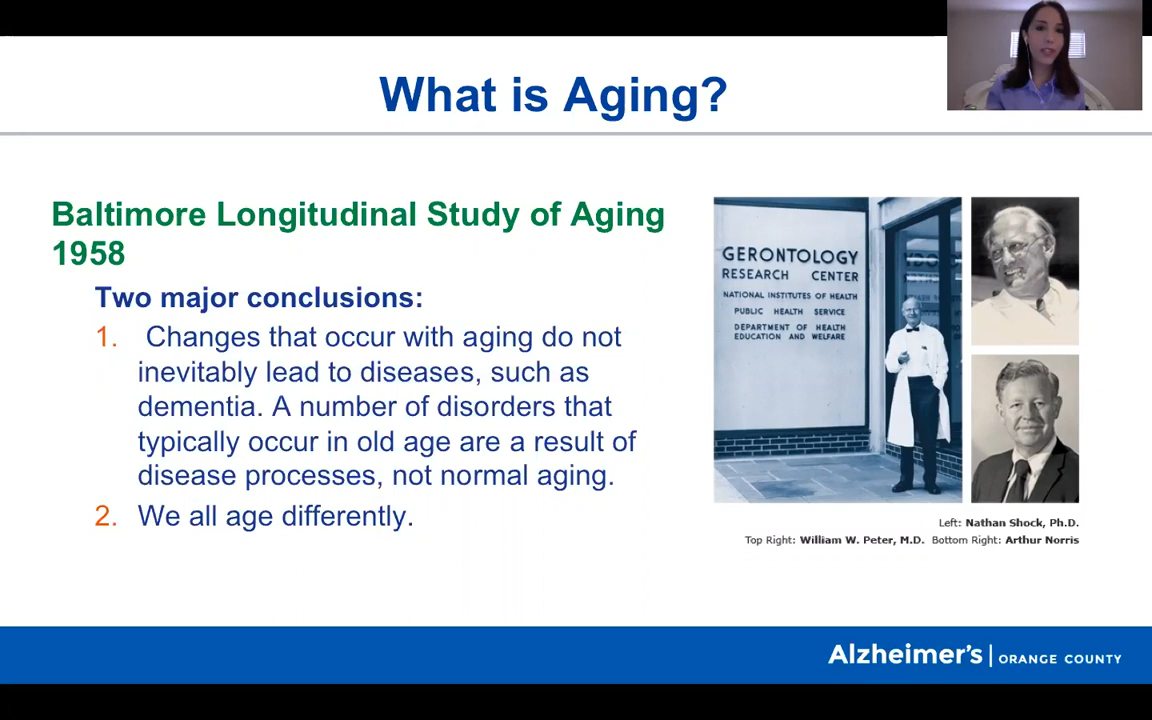 What is Aging?
Baltimore Longitudinal Study of Aging
1958
Two major conclusions:
1. Changes that occur with aging do not
inevitably lead to diseases, such as
dementia. A number of disorders that
typically occur in old age are a result of
disease processes, not normal aging.
2. We all age differently.
GERONTOLOGY
RESEARCH CENTER
NATIONAL INSTITUTES OF HEALTH
PUBLIC HEALTH SERVICE
DEPARTMENT OF HEALTH
EDUCATION AND WELFARE
Left: Nathan Shock, Ph.D.
Top Right: William W. Peter, M.D. Bottom Right: Arthur Norris
Alzheimer's | ORANGE COUNTY